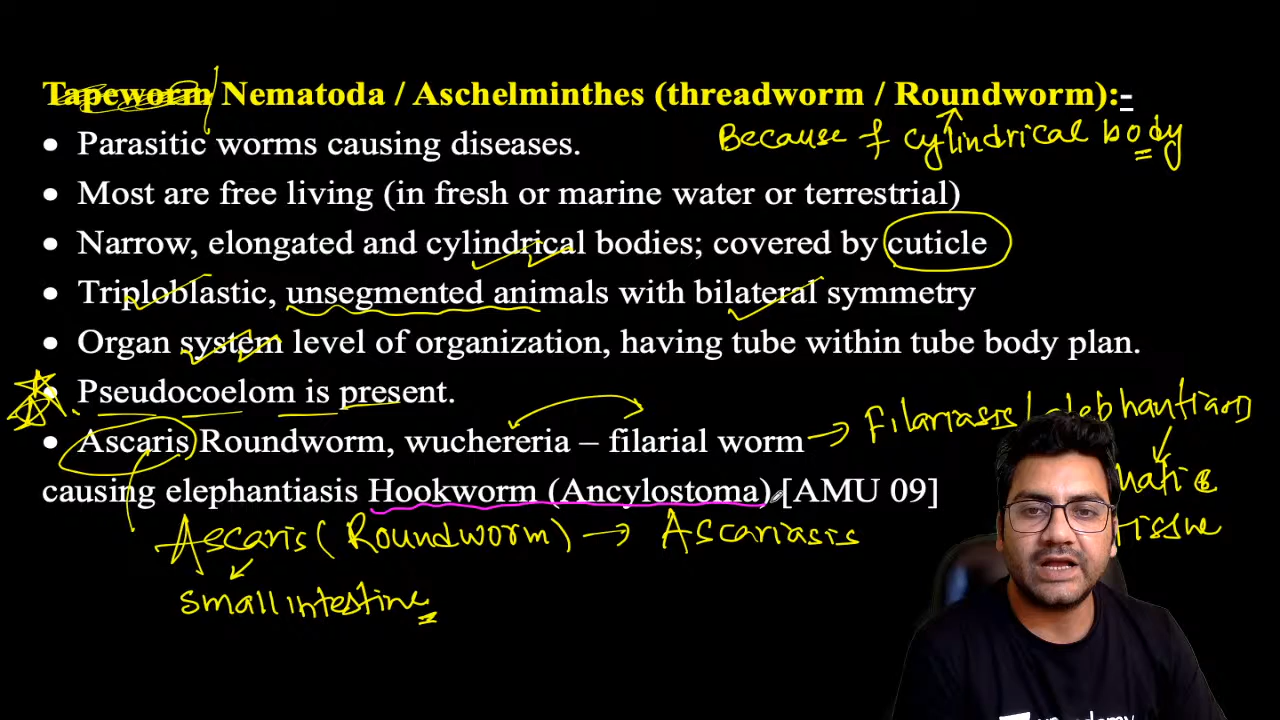 Tapeworm Nematoda / Aschelminthes (threadworm / Roundworm):-
Because of cylindrical body
• Parasitic worms causing diseases.
• Most are free living (in fresh or marine water or terrestrial)
• Narrow, elongated and cylindrical bodies; covered by cuticle
• Triploblastic, unsegmented animals with bilateral symmetry
• Organ system level of organization, having tube within tube body plan.
• Pseudocoelom is present.
• Ascaris Roundworm, wuchereria – filarial worm
Filariasis /
causing elephantiasis Hookworm (Ancylostoma) [AMU 09]
tissue
Ascaris (Roundworm) → Ascariasis
small intestine